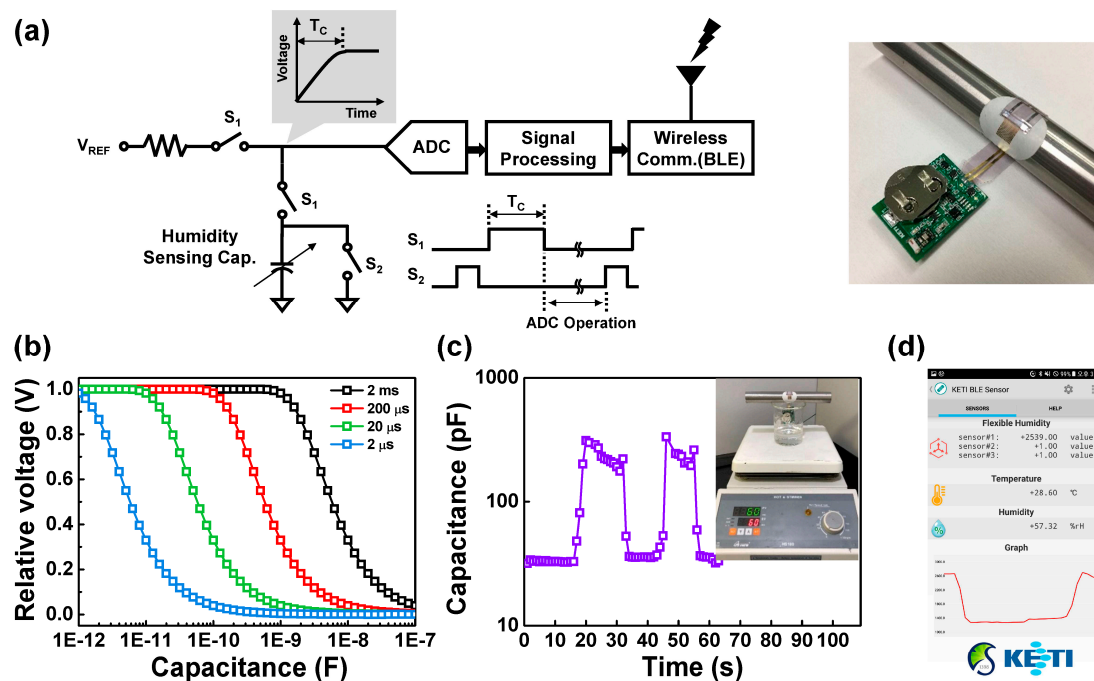 (a)
T_C
Voltage
Time
V_REF
S_1
ADC
Signal
Processing
Wireless
Comm.(BLE)
S_1
Humidity
Sensing Cap.
S_2
T_C
S_1
S_2
ADC Operation
KETI
(b)
Relative voltage (V)
1.0
0.8
0.6
0.4
0.2
0.0
2 ms
200 µs
20 µs
2 µs
1E-12 1E-11 1E-10 1E-9 1E-8 1E-7
Capacitance (F)
(c)
Capacitance (pF)
1000
100
10
0 10 20 30 40 50 60 70 80 90 100
Time (s)
60
60
(d)
99%
KETI BLE Sensor
SENSORS HELP
Flexible Humidity
sensor#1: +2539.00 value
sensor#2: +1.00 value
sensor#3: +1.00 value
Temperature
+28.60 °C
Humidity
+57.32 %rH
Graph
KETI